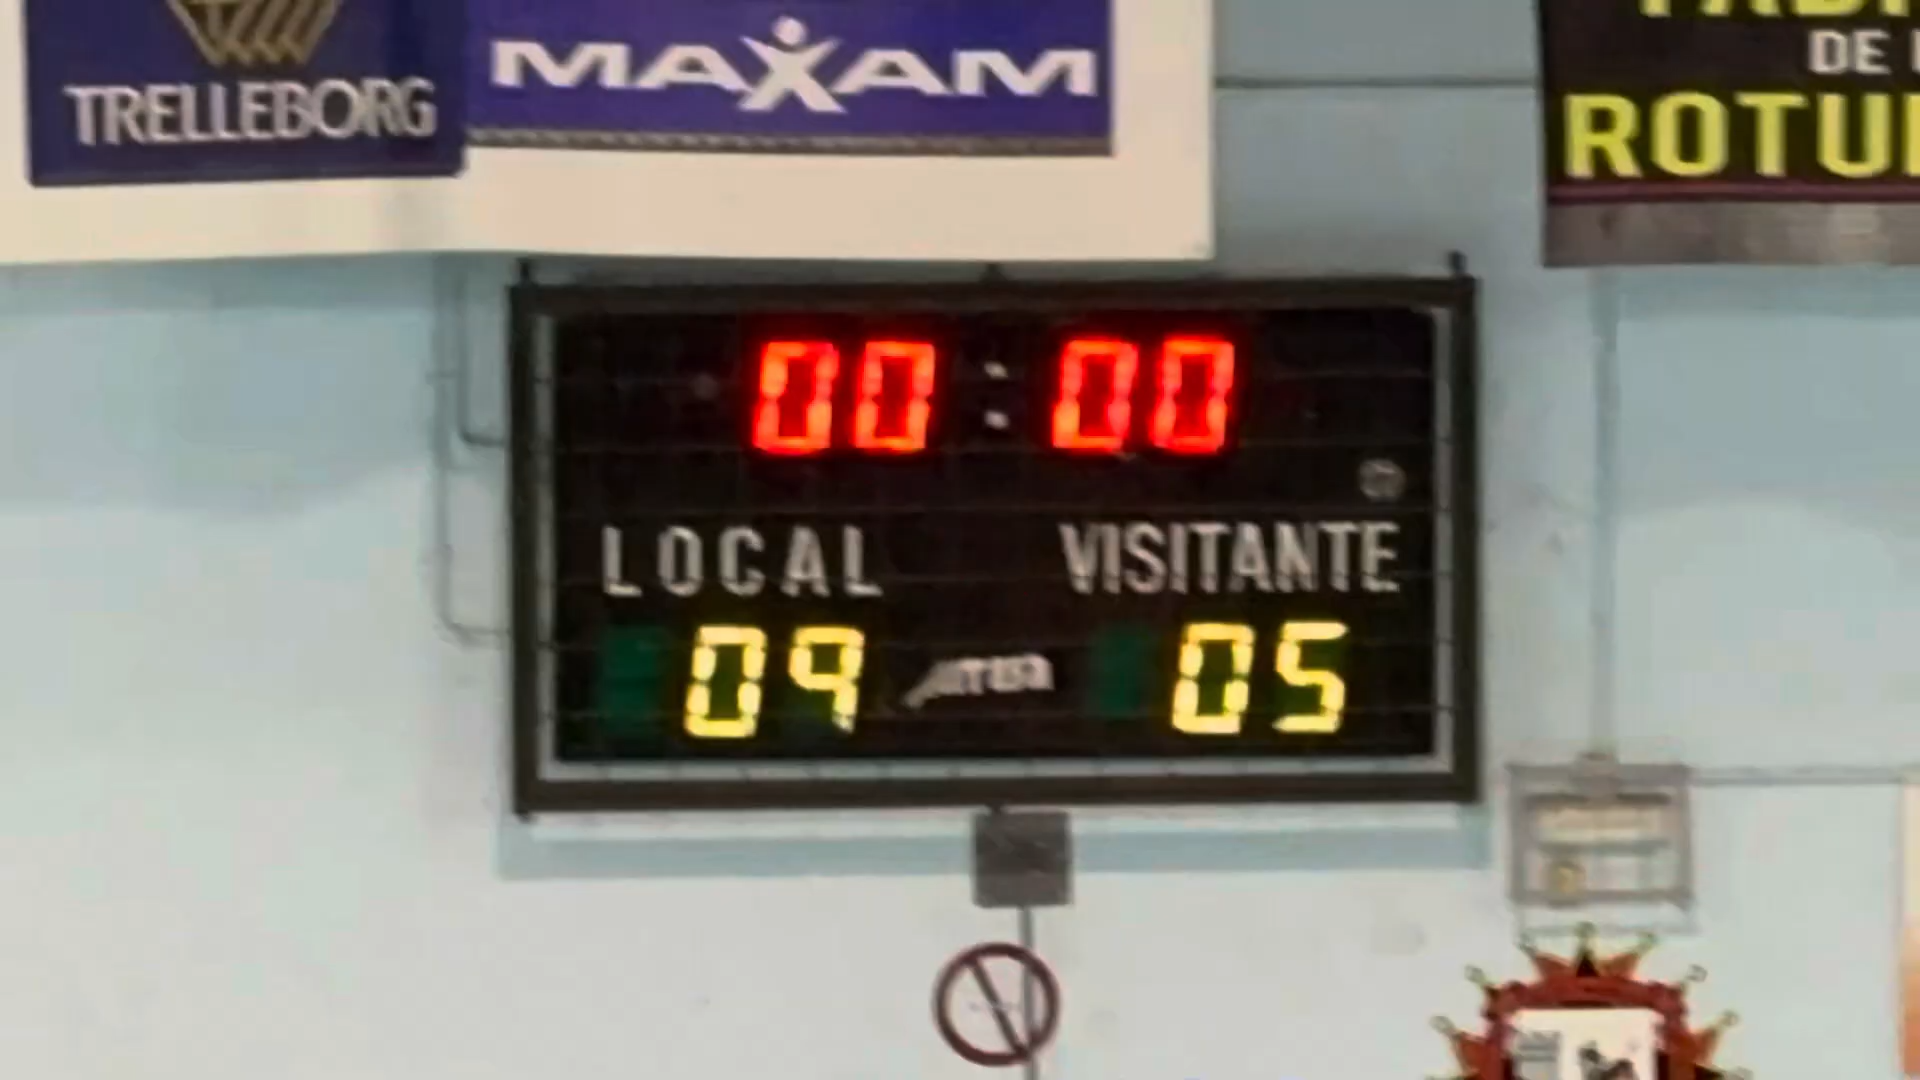 TRELLEBORG
MAXAM
DE
ROTU
00:00
LOCAL
VISITANTE
09
05